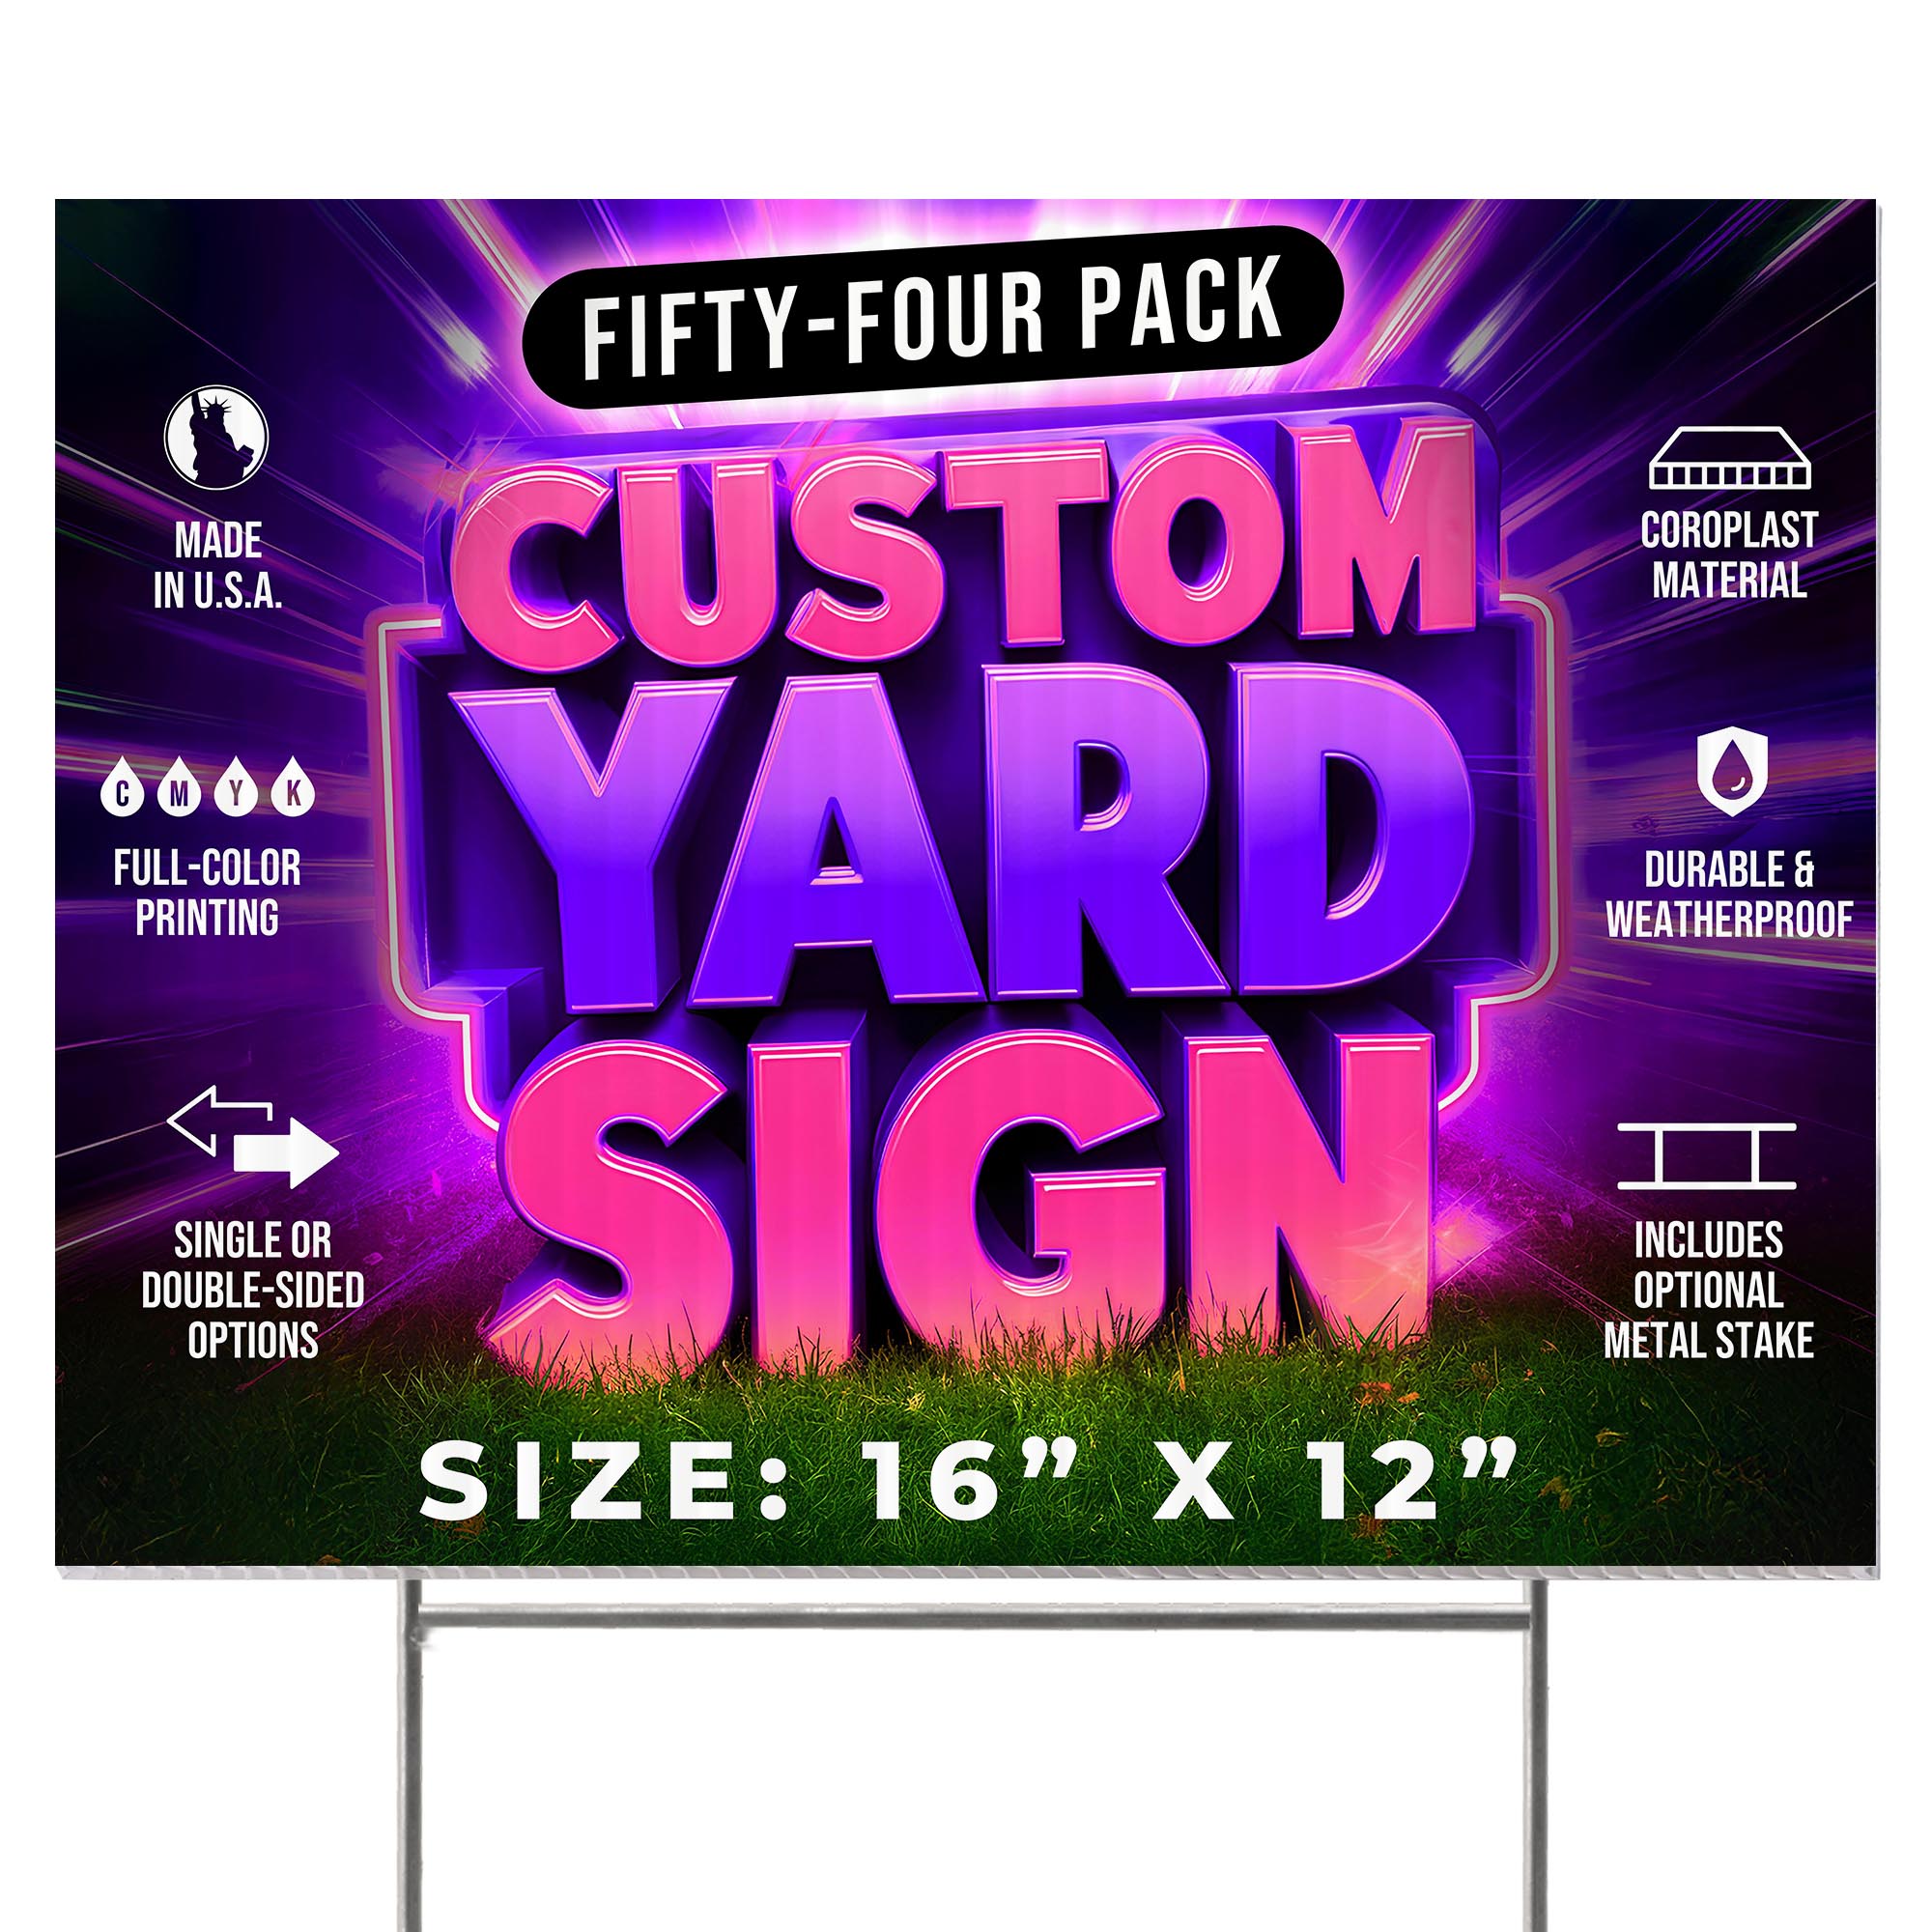 FIFTY-FOUR PACK
CUSTOM
YARD
SIGN
MADE
IN U.S.A.
C M Y K
FULL-COLOR
PRINTING
SINGLE OR
DOUBLE-SIDED
OPTIONS
COROPLAST
MATERIAL
DURABLE &
WEATHERPROOF
INCLUDES
OPTIONAL
METAL STAKE
SIZE: 16” X 12”